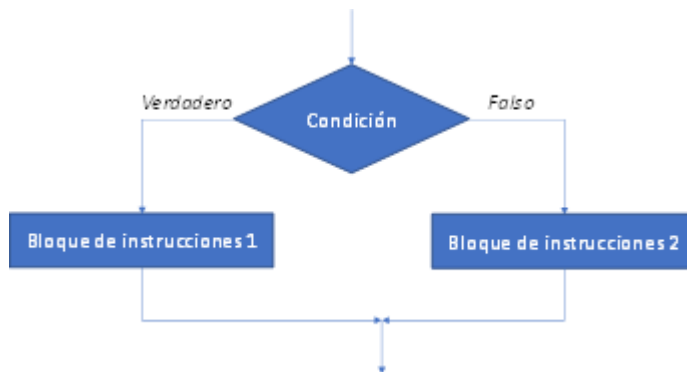 Verdadero
Falso
Condición
Bloque de instrucciones 1
Bloque de instrucciones 2